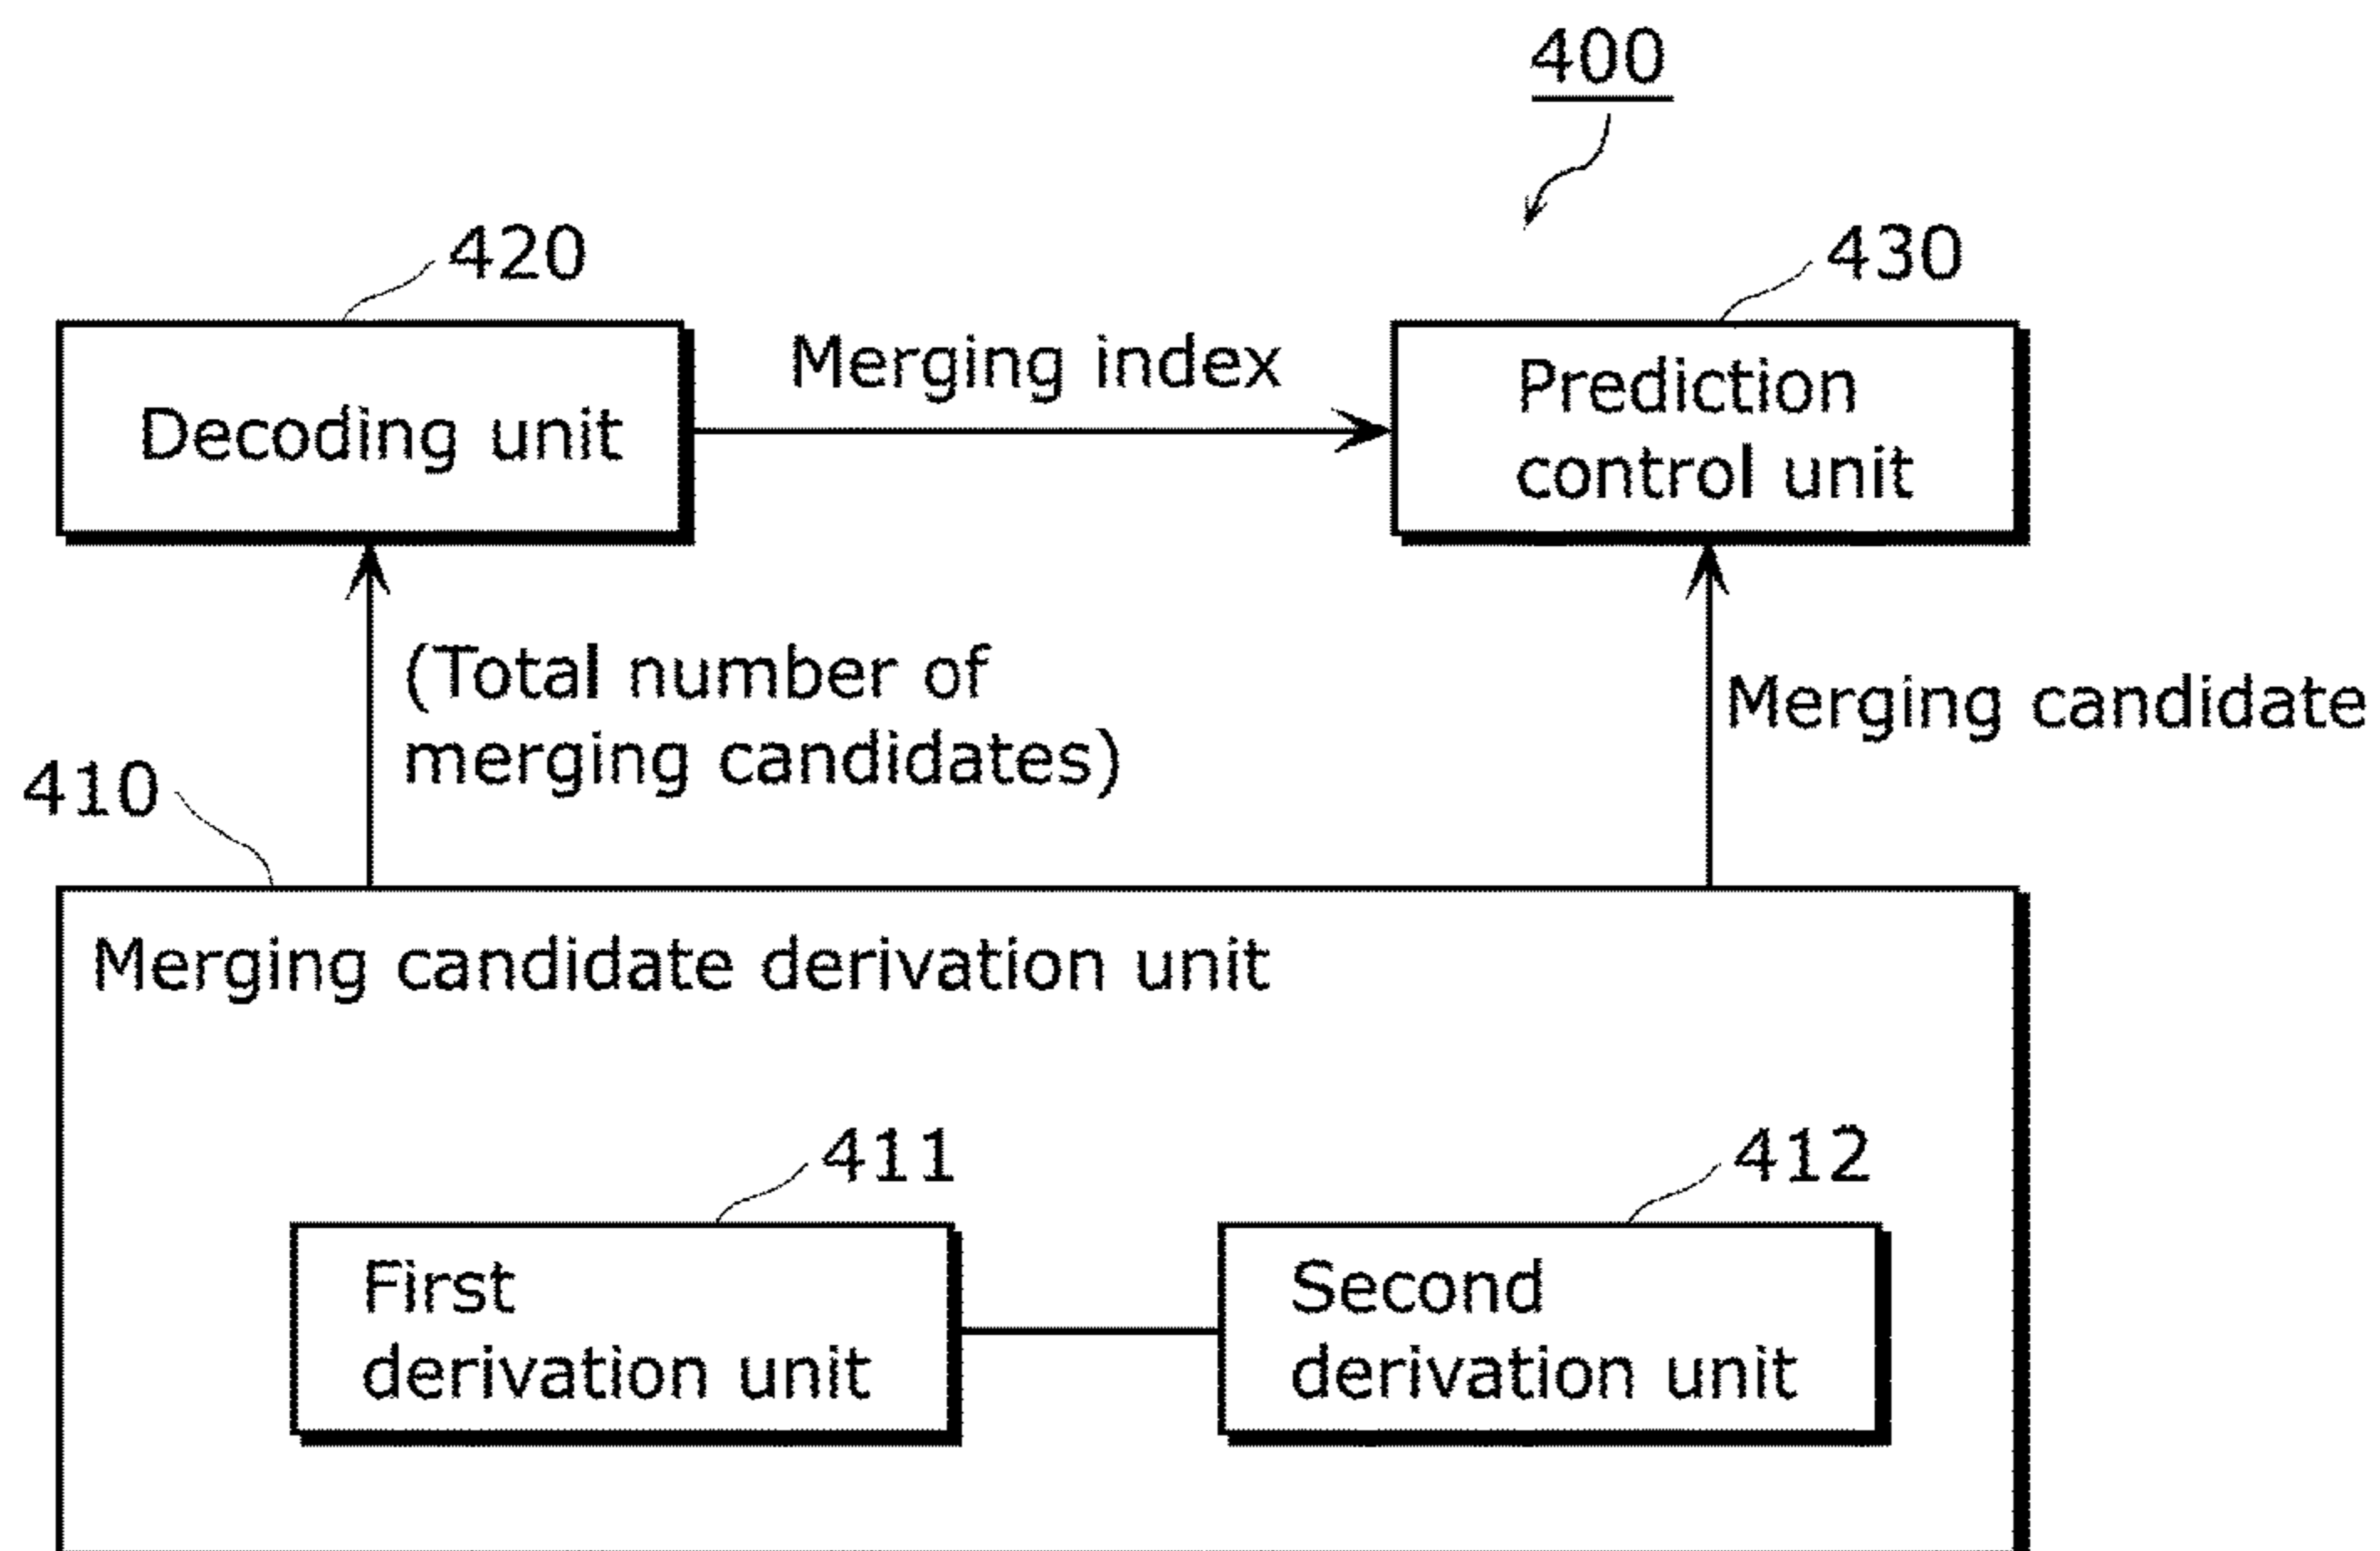 400
420
430
Decoding unit
Merging index
Prediction
control unit
(Total number of
merging candidates)
Merging candidate
410
Merging candidate derivation unit
411
412
First
derivation unit
Second
derivation unit